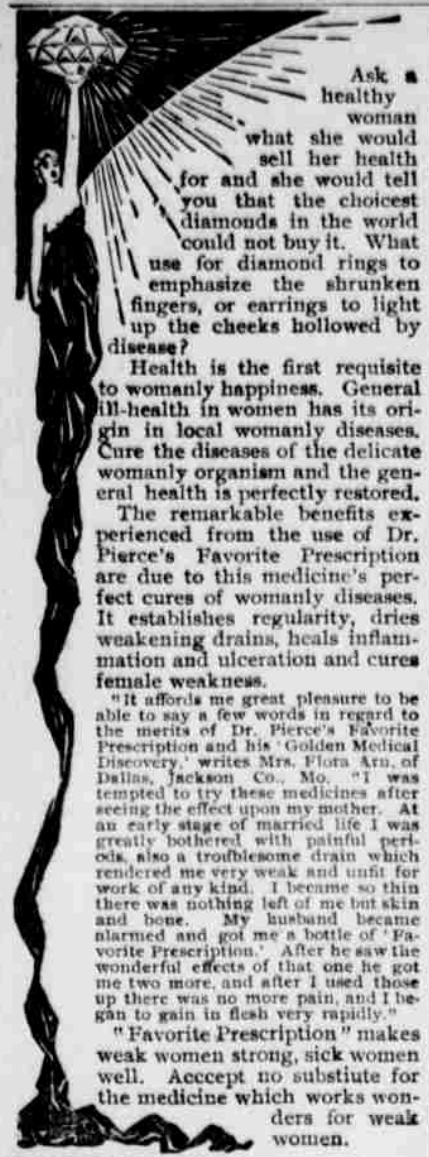 Ask a
healthy
woman
what she would
sell her health
for and she would tell
you that the choicest
diamonds in the world
could not buy it. What
use for diamond rings to
emphasize the shrunken
fingers, or earrings to light
up the cheeks hollowed by
disease?
Health is the first requisite
to womanly happiness. General
ill-health in women has its ori-
gin in local womanly diseases.
Cure the diseases of the delicate
womanly organism and the gen-
eral health is perfectly restored.
The remarkable benefits ex-
perienced from the use of Dr.
Pierce's Favorite Prescription
are due to this medicine's per-
fect cures of womanly diseases.
It establishes regularity, dries
weakening drains, heals inflam-
mation and ulceration and cures
female weakness.
"It affords me great pleasure to be
able to say a few words in regard to
the merits of Dr. Pierce's Favorite
Prescription and his 'Golden Medical
Discovery,' writes Mrs. Flora Arn, of
Dallas, Jackson Co., Mo. "I was
tempted to try these medicines after
seeing the effect upon my mother. At
an early stage of married life I was
greatly bothered with painful peri-
ods, also a troublesome drain which
rendered me very weak and unfit for
work of any kind. I became so thin
there was nothing left of me but skin
and bone. My husband became
alarmed and got me a bottle of 'Fa-
vorite Prescription.' After he saw the
wonderful effects of that one he got
me two more, and after I used those
up there was no more pain, and I be-
gan to gain in flesh very rapidly."
"Favorite Prescription" makes
weak women strong, sick women
well. Acccept no substiute for
the medicine which works won-
ders for weak
women.